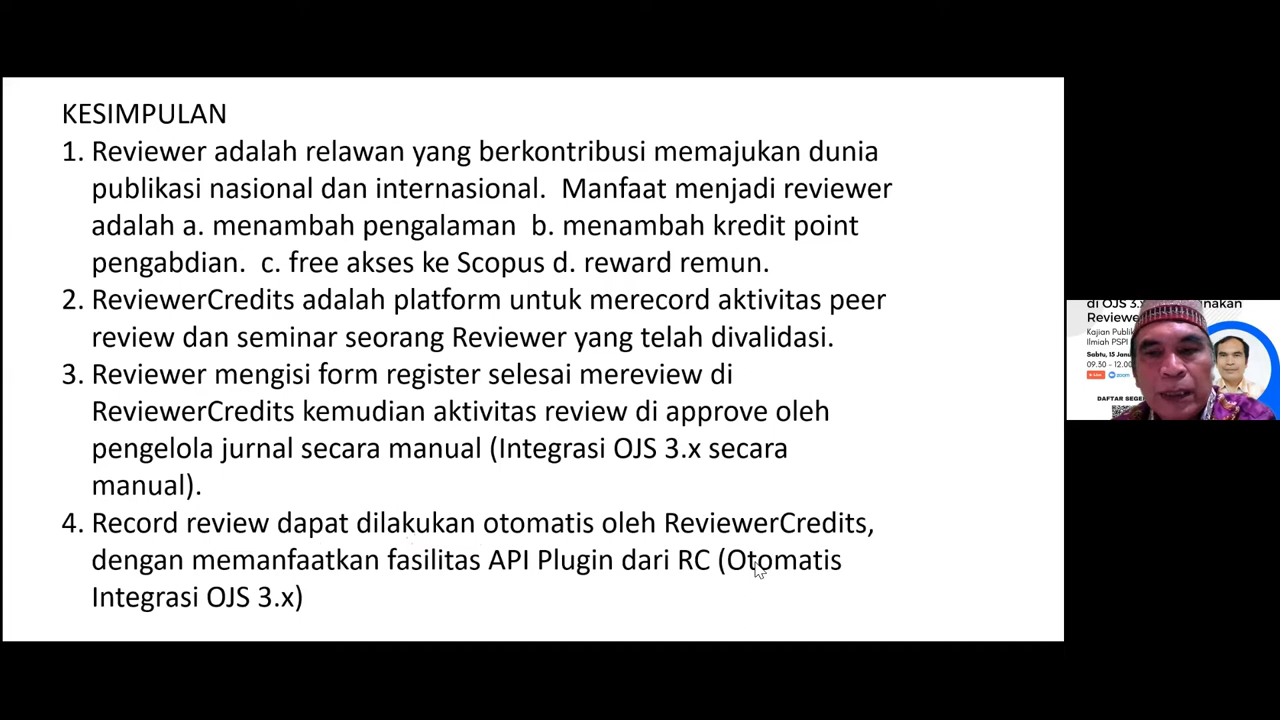 KESIMPULAN
1. Reviewer adalah relawan yang berkontribusi memajukan dunia
publikasi nasional dan internasional.  Manfaat menjadi reviewer
adalah a. menambah pengalaman  b. menambah kredit point
pengabdian.  c. free akses ke Scopus d. reward remun.
2. ReviewerCredits adalah platform untuk merecord aktivitas peer
review dan seminar seorang Reviewer yang telah divalidasi.
3. Reviewer mengisi form register selesai mereview di
ReviewerCredits kemudian aktivitas review di approve oleh
pengelola jurnal secara manual (Integrasi OJS 3.x secara
manual).
4. Record review dapat dilakukan otomatis oleh ReviewerCredits,
dengan memanfaatkan fasilitas API Plugin dari RC (Otomatis
Integrasi OJS 3.x)
di OJS 3.
Reviewe
Kajian Publik
Ilmiah PSPI
Sabtu, 15 Janu
09.30 - 12.00
Live
zoom
DAFTAR SEGE